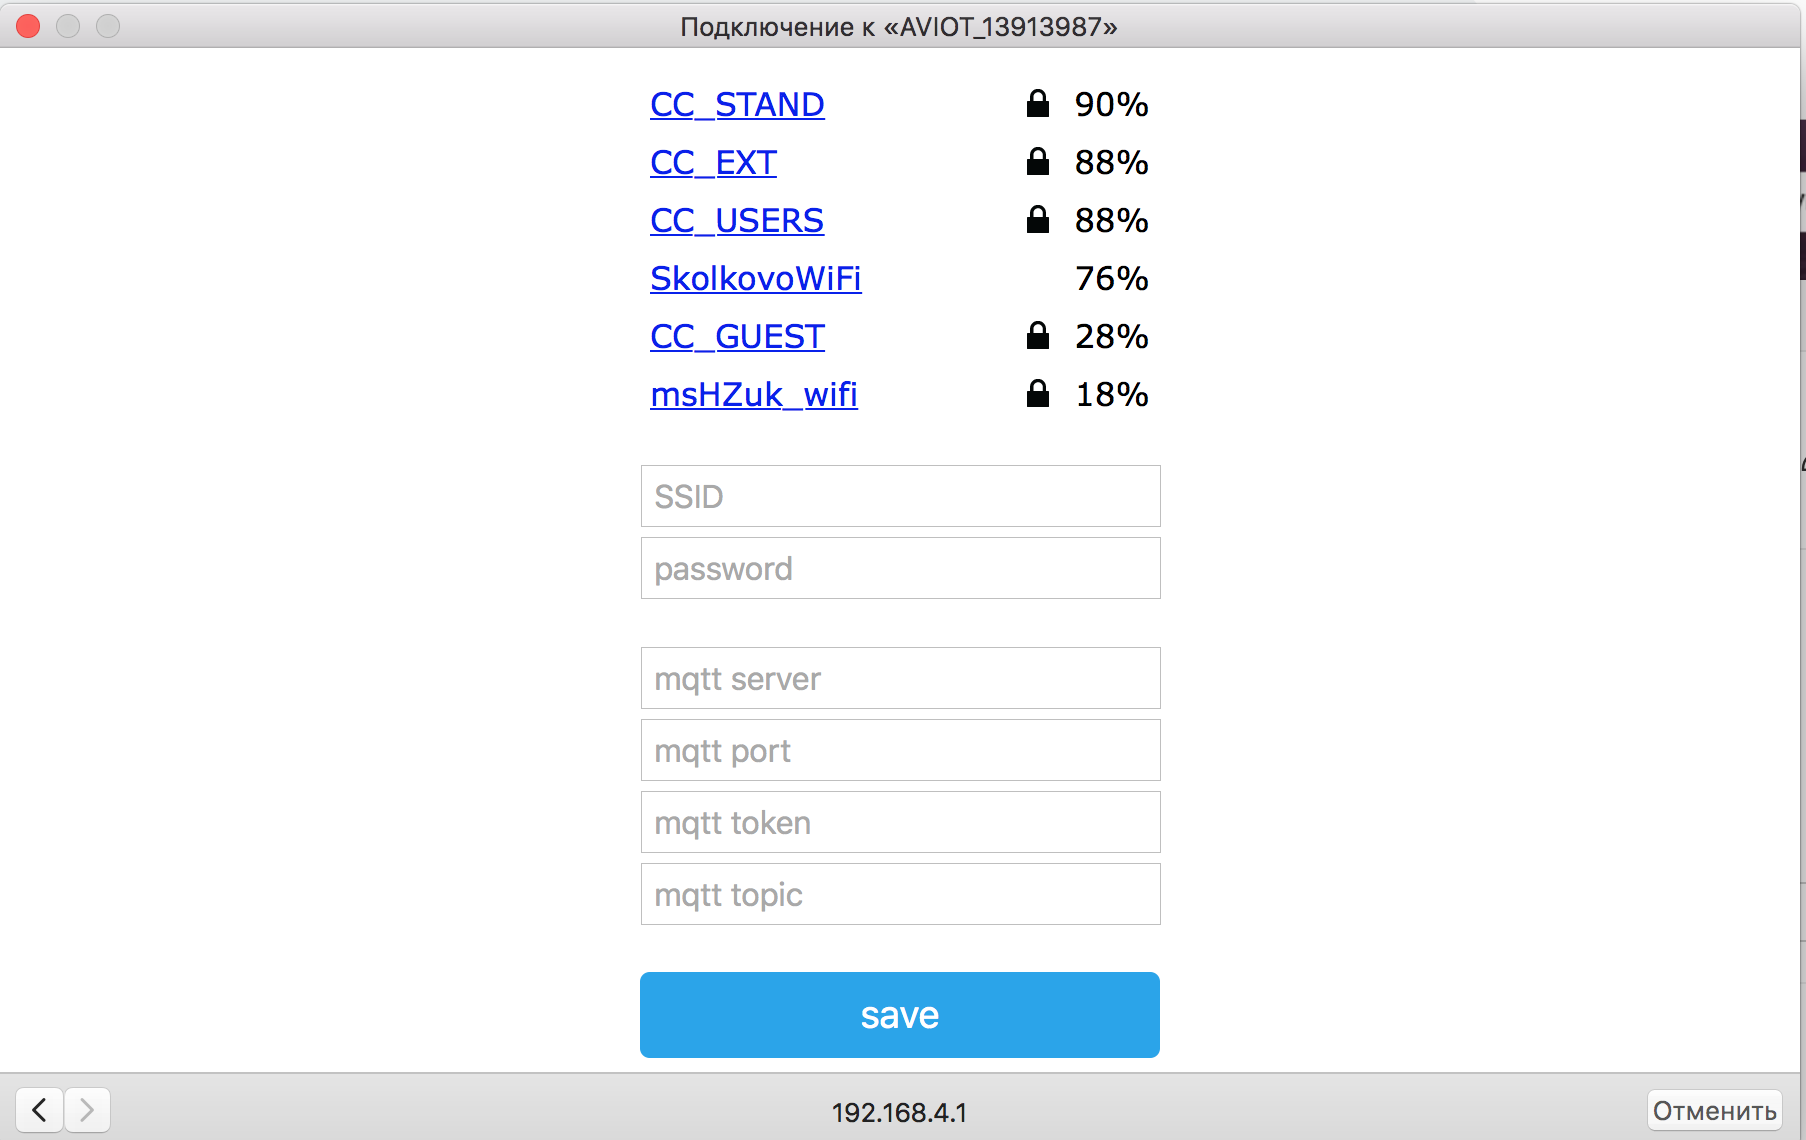 Подключение к «AVIOT_13913987»
CC_STAND 90%
CC_EXT 88%
CC_USERS 88%
SkolkovoWiFi 76%
CC_GUEST 28%
msHZuk_wifi 18%
SSID
password
mqtt server
mqtt port
mqtt token
mqtt topic
save
192.168.4.1
Отменить